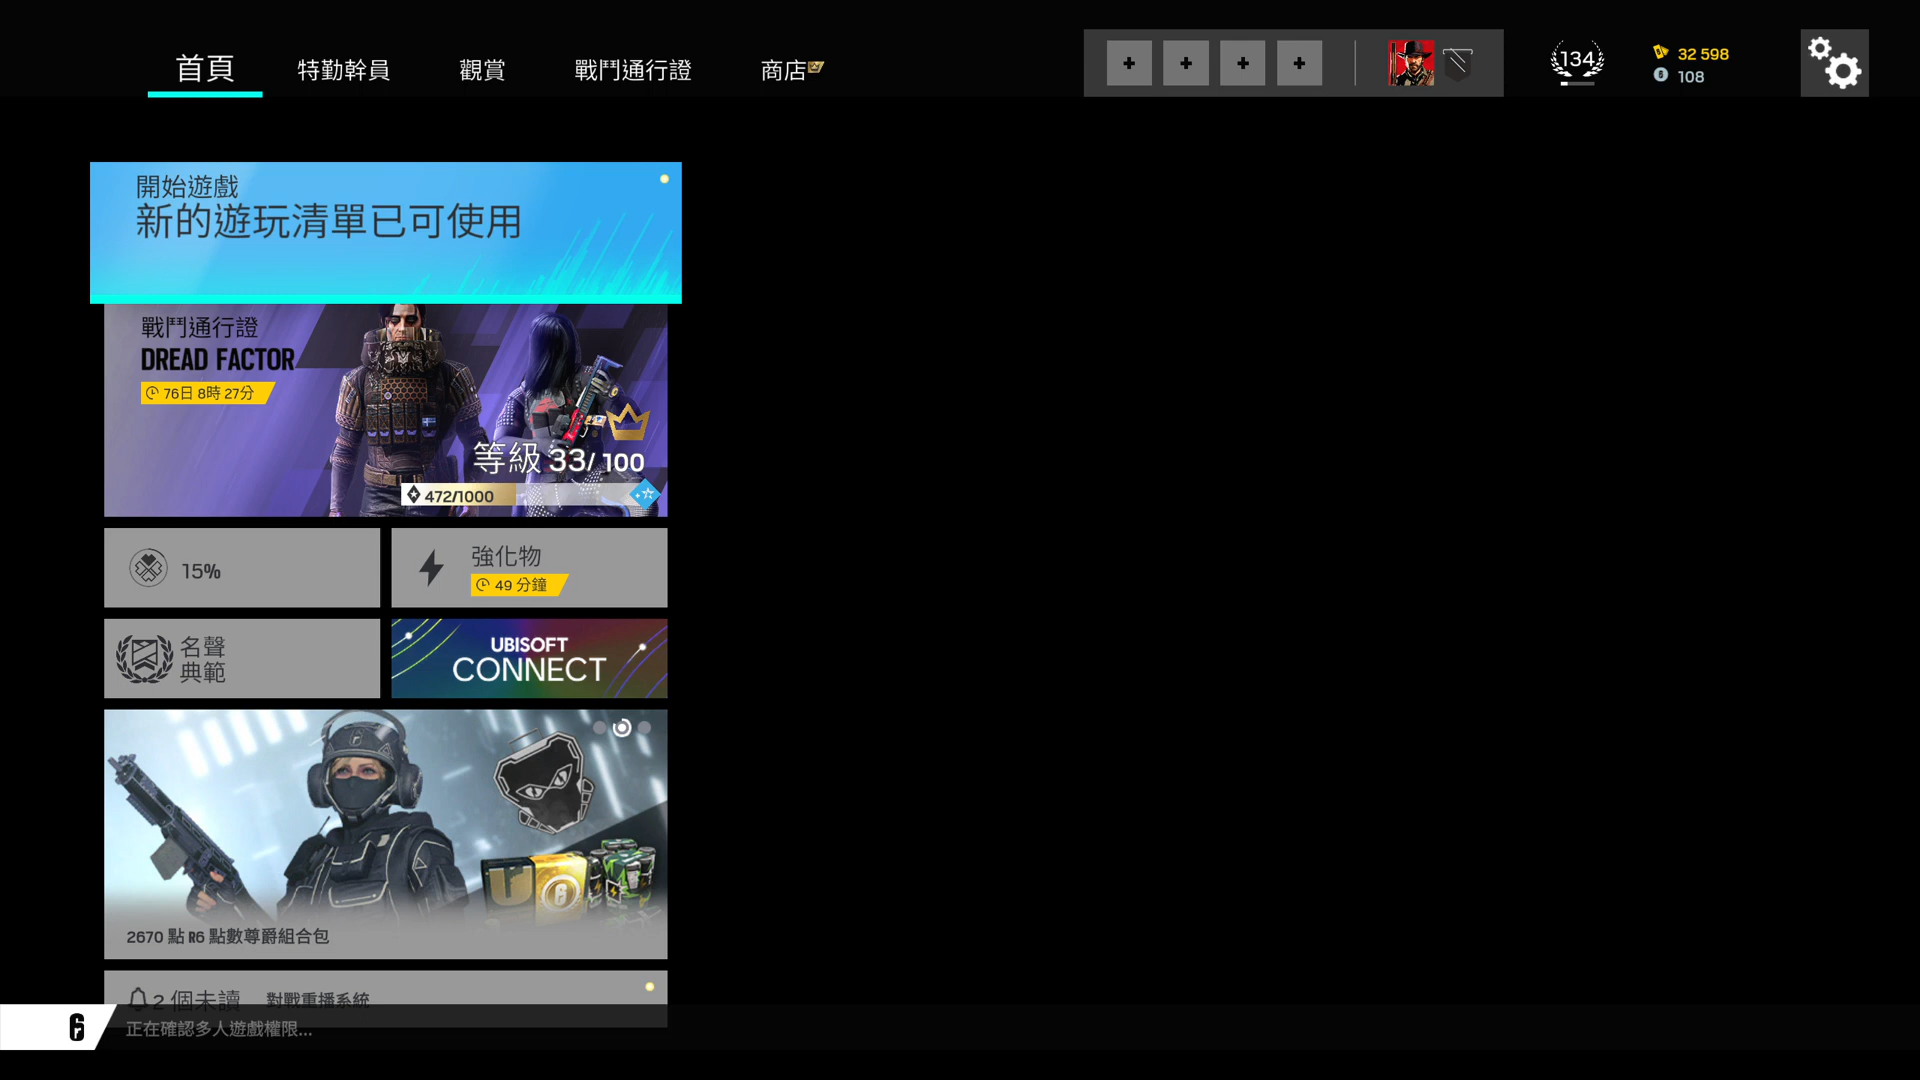 首頁
特勤幹員
觀賞
戰鬥通行證
商店
134
32 598
108
開始遊戲
新的遊玩清單已可使用
戰鬥通行證
DREAD FACTOR
76日 8時 27分
等級 33/ 100
472/1000
15%
強化物
49 分鐘
名聲
典範
UBISOFT
CONNECT
2670 點 R6 點數尊爵組合包
2 個未讀
對戰重播系統
正在確認多人遊戲權限...